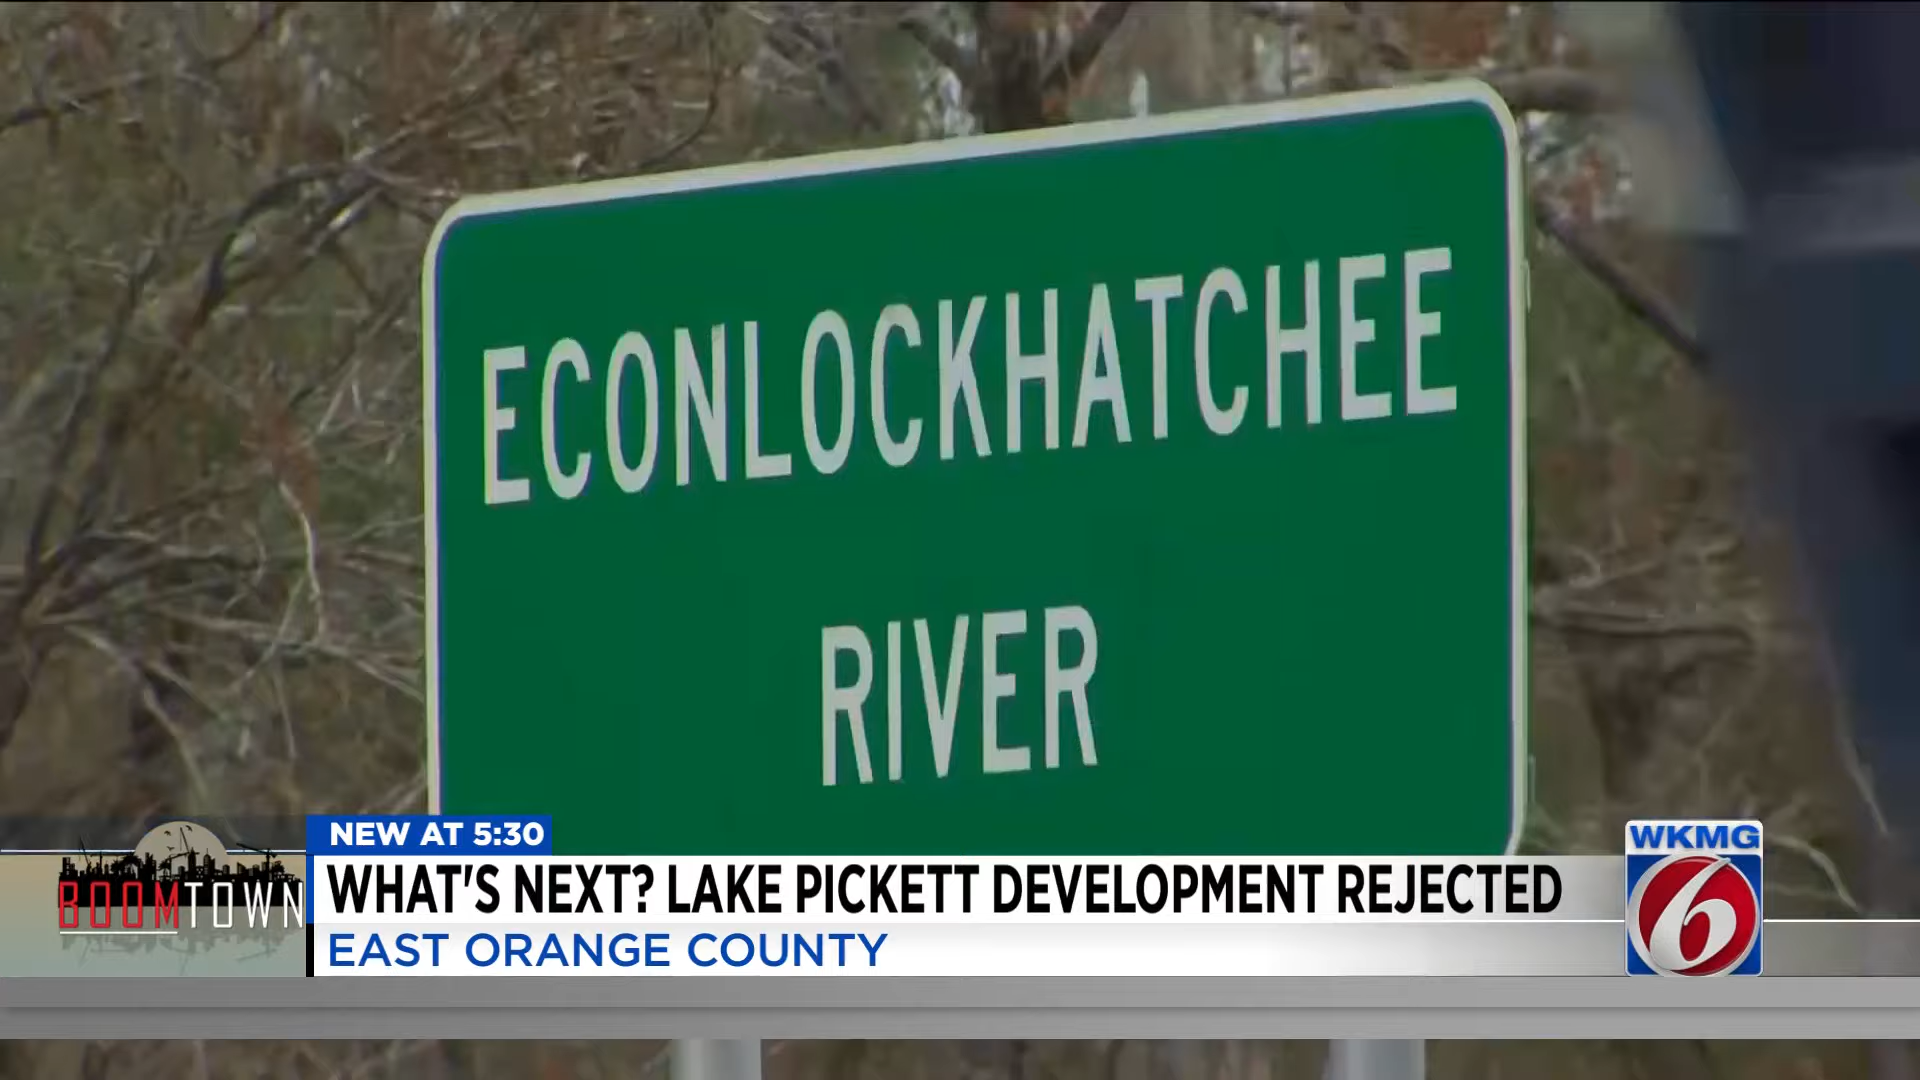 ECONLOCKHATCHEE
RIVER
NEW AT 5:30
WHAT'S NEXT? LAKE PICKETT DEVELOPMENT REJECTED
EAST ORANGE COUNTY
BOOMTOWN
WKMG
6